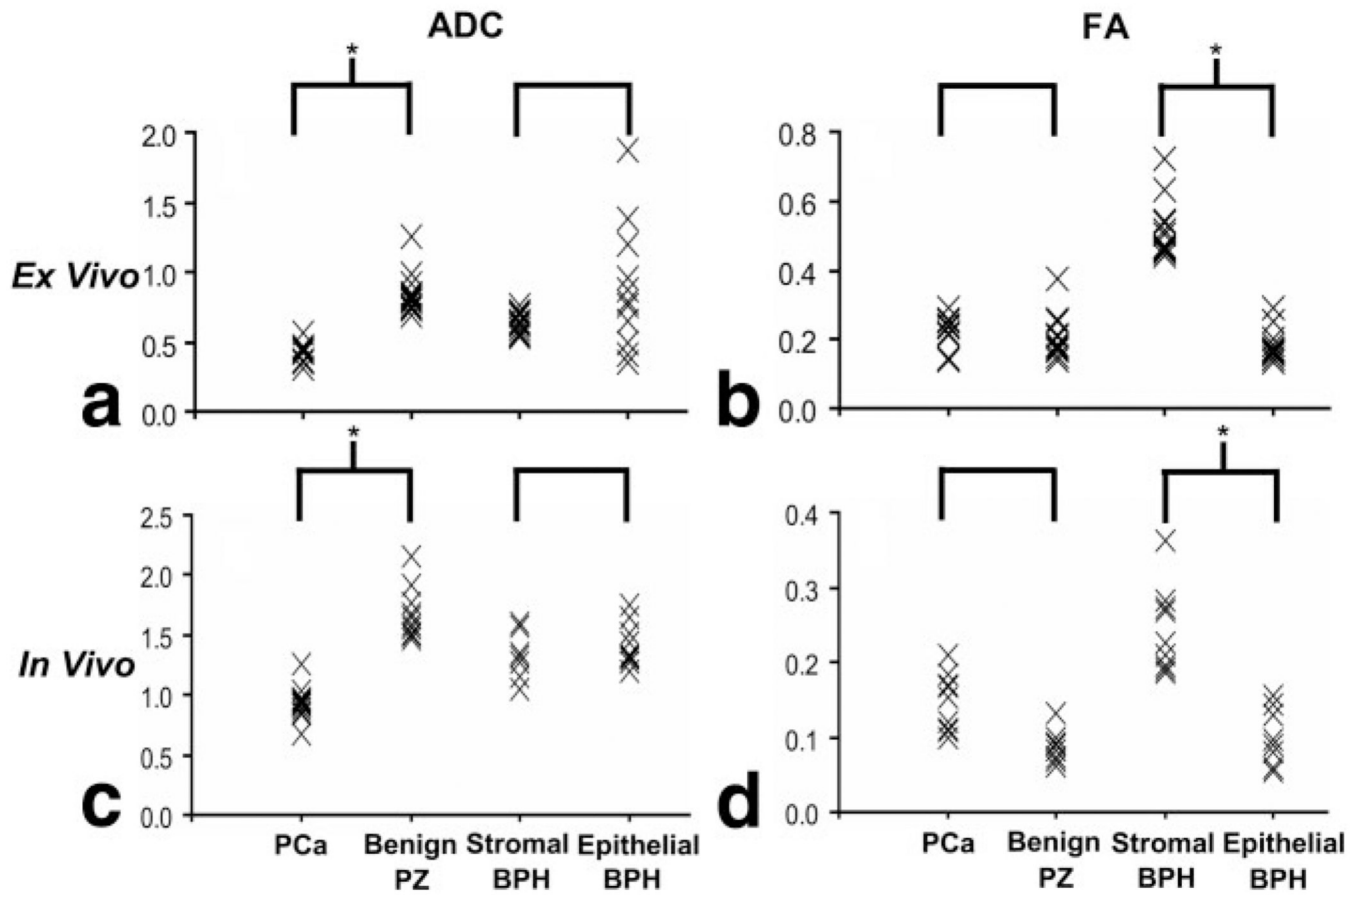 ADC
FA
*
*
2.0
1.5
1.0
0.5
0.0
Ex Vivo
a
0.8
0.6
0.4
0.2
0.0
b
*
*
2.5
2.0
1.5
1.0
0.5
0.0
In Vivo
c
0.4
0.3
0.2
0.1
0.0
d
PCa
Benign
PZ
Stromal
BPH
Epithelial
BPH
PCa
Benign
PZ
Stromal
BPH
Epithelial
BPH